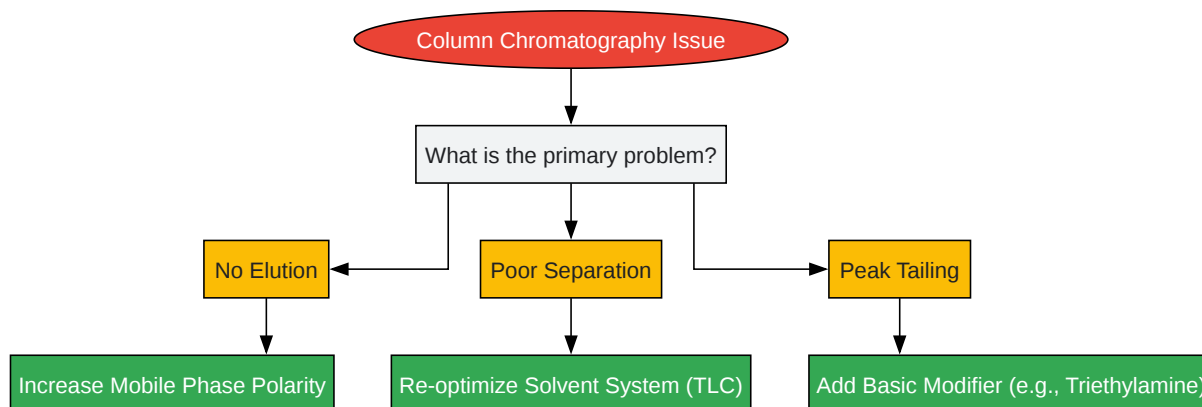 Column Chromatography Issue
What is the primary problem?
No Elution
Poor Separation
Peak Tailing
Increase Mobile Phase Polarity
Re-optimize Solvent System (TLC)
Add Basic Modifier (e.g., Triethylamine)